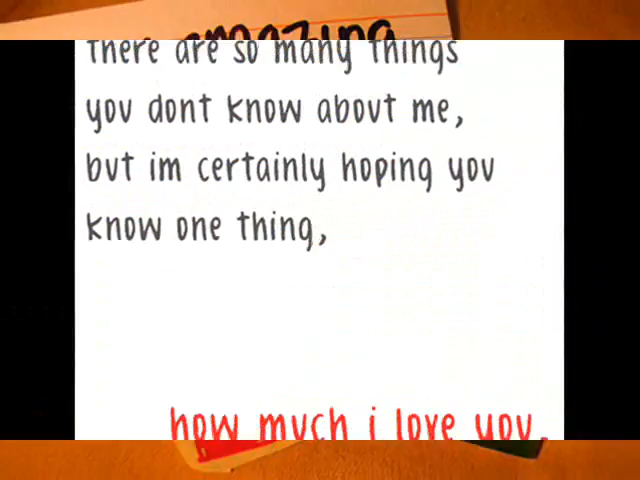 amazing
there are so many things
you dont know about me,
but im certainly hoping you
know one thing,
how much i love you.